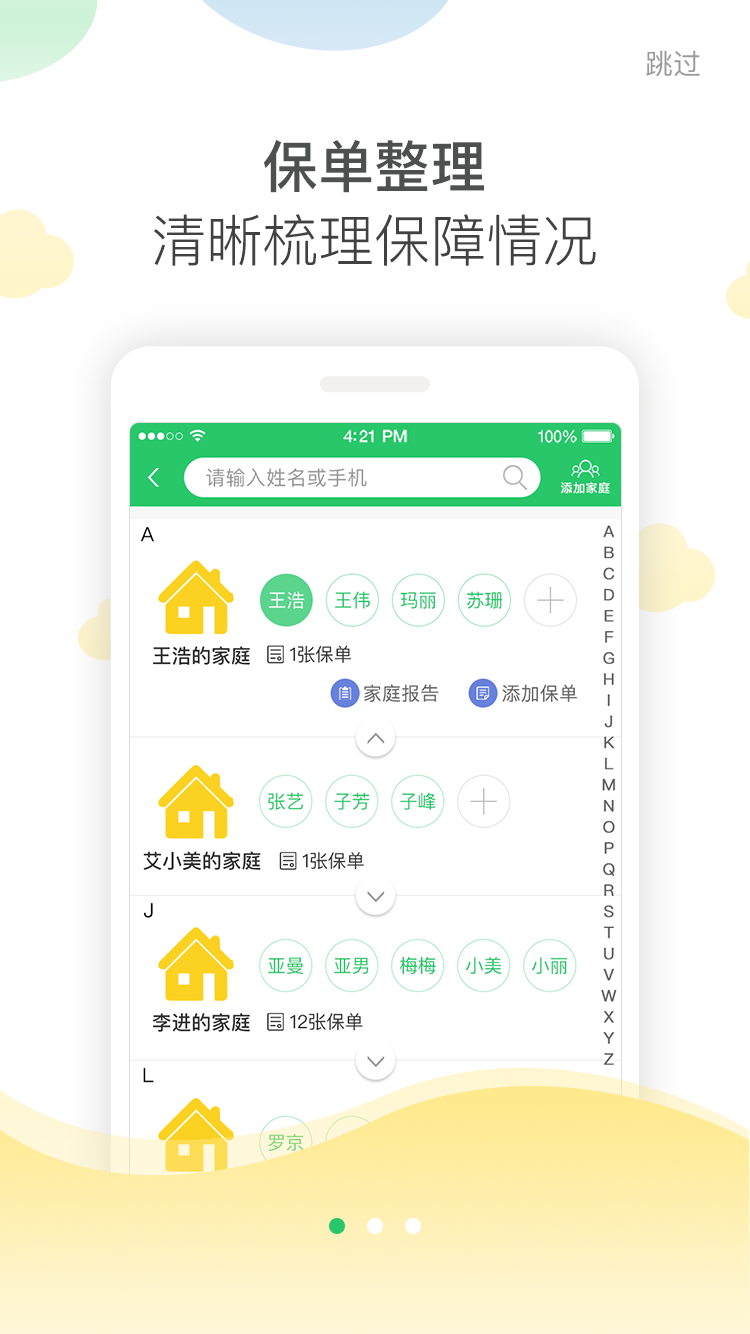 跳过
保单整理
清晰梳理保障情况
4:21 PM
100%
请输入姓名或手机
添加家庭
A
王浩
王伟
玛丽
苏珊
王浩的家庭
1张保单
家庭报告
添加保单
张艺
子芳
子峰
艾小美的家庭
1张保单
J
亚曼
亚男
梅梅
小美
小丽
李进的家庭
12张保单
L
罗京
A
B
C
D
E
F
G
H
I
J
K
L
M
N
O
P
Q
R
S
T
U
V
W
X
Y
Z